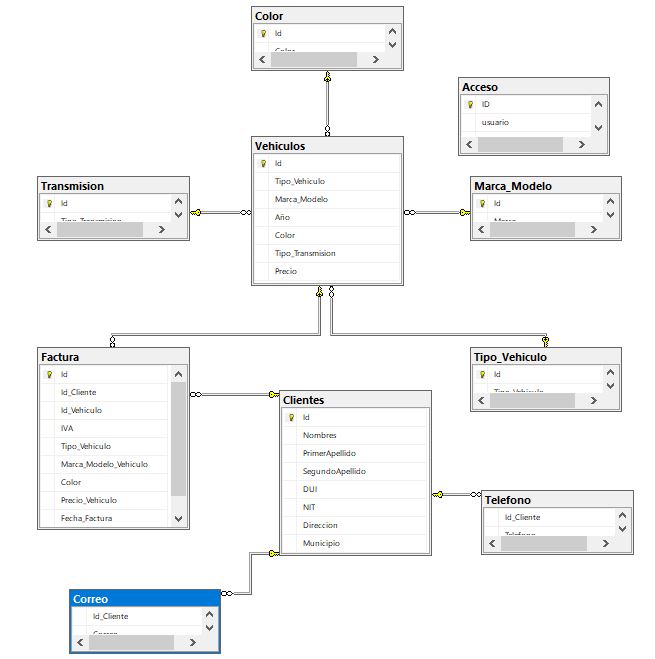 Color
Id
Color
Acceso
ID
usuario
Vehiculos
Id
Tipo_Vehiculo
Marca_Modelo
Año
Color
Tipo_Transmision
Precio
Transmision
Id
Tipo_Transmision
Marca_Modelo
Id
Marca
Factura
Id
Id_Cliente
Id_Vehiculo
IVA
Tipo_Vehiculo
Marca_Modelo_Vehiculo
Color
Precio_Vehiculo
Fecha_Factura
Tipo_Vehiculo
Id
Tipo_Vehiculo
Clientes
Id
Nombres
PrimerApellido
SegundoApellido
DUI
NIT
Direccion
Municipio
Telefono
Id_Cliente
Telefono
Correo
Id_Cliente
Correo